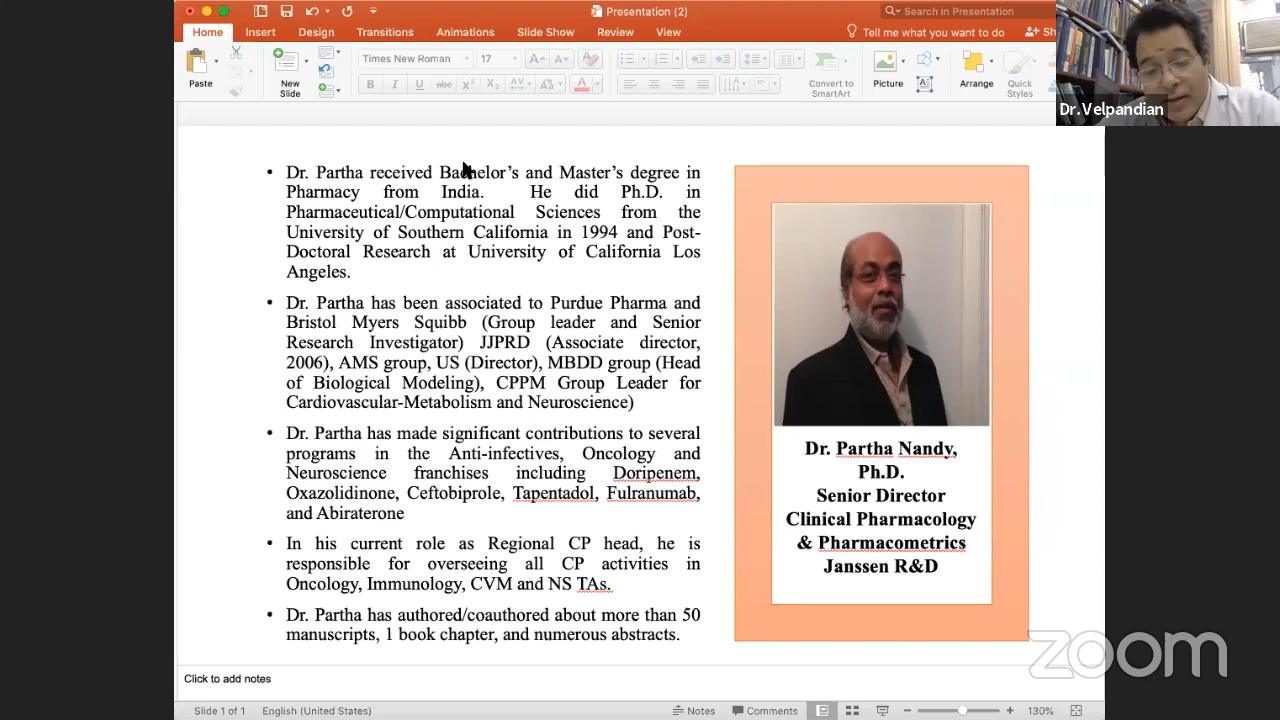 Presentation (2)
Search in Presentation
Home Insert Design Transitions Animations Slide Show Review View
Tell me what you want to do
Sh
Paste
New
Slide
Times New Roman
17
B I U abc X² X₂ AV Aa A
Convert to
SmartArt
Picture
Arrange
Quick
Styles
Dr.Velpandian
• Dr. Partha received Bachelor’s and Master’s degree in
Pharmacy from India. He did Ph.D. in
Pharmaceutical/Computational Sciences from the
University of Southern California in 1994 and Post-
Doctoral Research at University of California Los
Angeles.
• Dr. Partha has been associated to Purdue Pharma and
Bristol Myers Squibb (Group leader and Senior
Research Investigator) JJPRD (Associate director,
2006), AMS group, US (Director), MBDD group (Head
of Biological Modeling), CPPM Group Leader for
Cardiovascular-Metabolism and Neuroscience)
• Dr. Partha has made significant contributions to several
programs in the Anti-infectives, Oncology and
Neuroscience franchises including Doripenem,
Oxazolidinone, Ceftobiprole, Tapentadol, Fulranumab,
and Abiraterone
• In his current role as Regional CP head, he is
responsible for overseeing all CP activities in
Oncology, Immunology, CVM and NS TAs.
• Dr. Partha has authored/coauthored about more than 50
manuscripts, 1 book chapter, and numerous abstracts.
Dr. Partha Nandy,
Ph.D.
Senior Director
Clinical Pharmacology
& Pharmacometrics
Janssen R&D
zoom
Click to add notes
Slide 1 of 1
English (United States)
Notes
Comments
130%